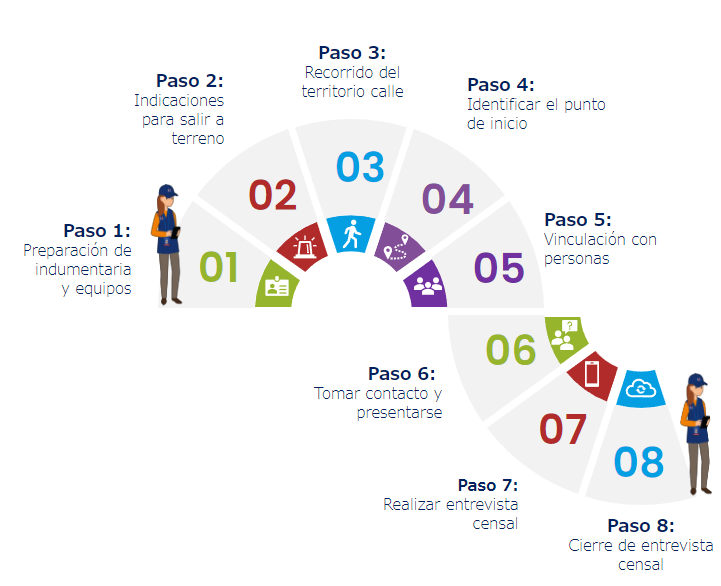 Paso 1:
Preparación de
indumentaria
y equipos
01
Paso 2:
Indicaciones
para salir a
terreno
02
Paso 3:
Recorrido del
territorio calle
03
Paso 4:
Identificar el punto
de inicio
04
Paso 5:
Vinculación con
personas
05
Paso 6:
Tomar contacto y
presentarse
06
?
Paso 7:
Realizar entrevista
censal
07
Paso 8:
Cierre de entrevista
censal
08